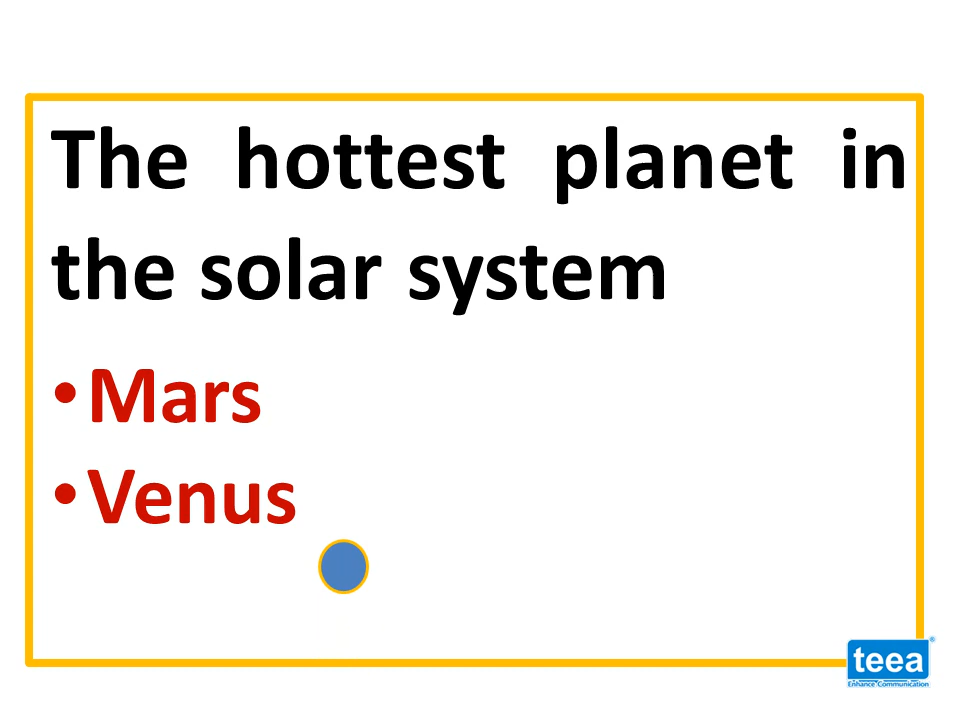 The hottest planet in
the solar system
• Mars
• Venus
teea®
Enhance Communication